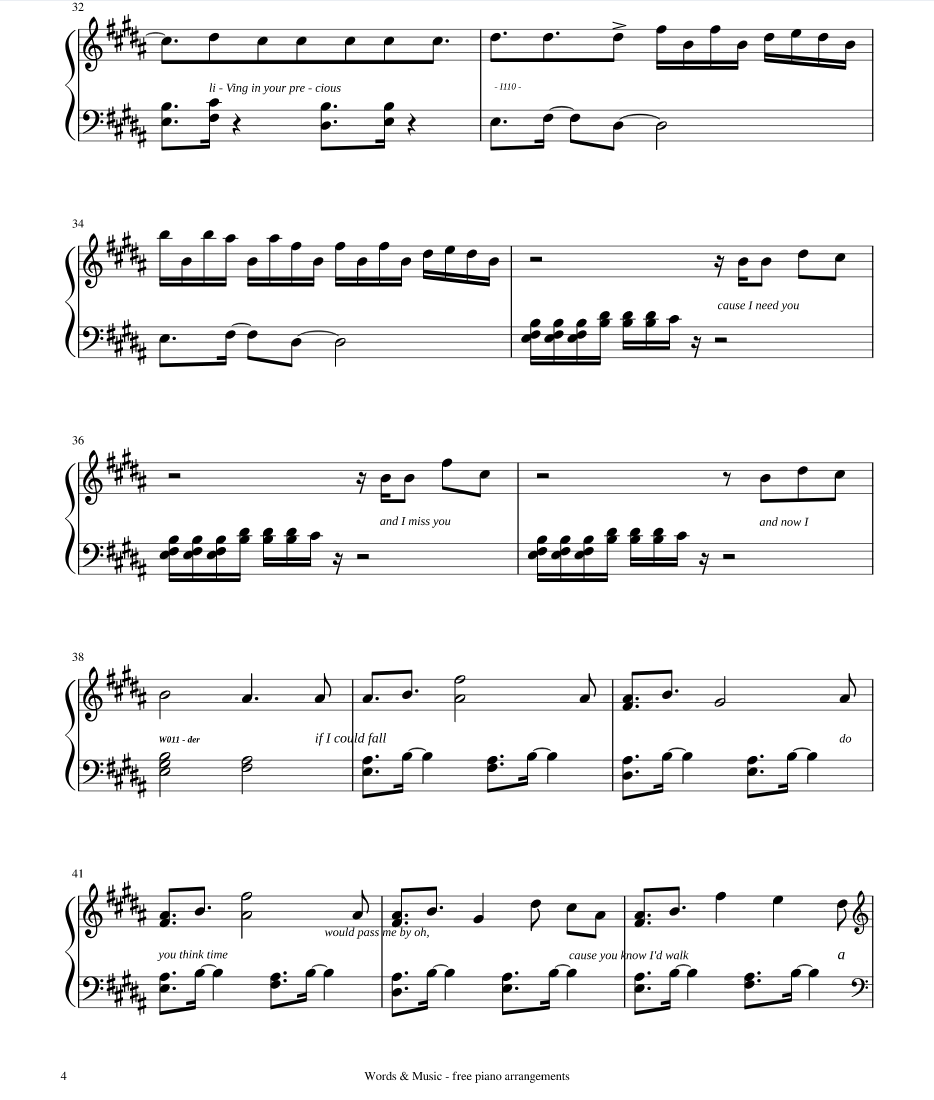 32
li - Ving in your pre - cious
- 1110 -
34
cause I need you
36
and I miss you
and now I
38
W011 - der
if I could fall
do
41
would pass me by oh,
you think time
cause you know I'd walk
a
4
Words & Music - free piano arrangements